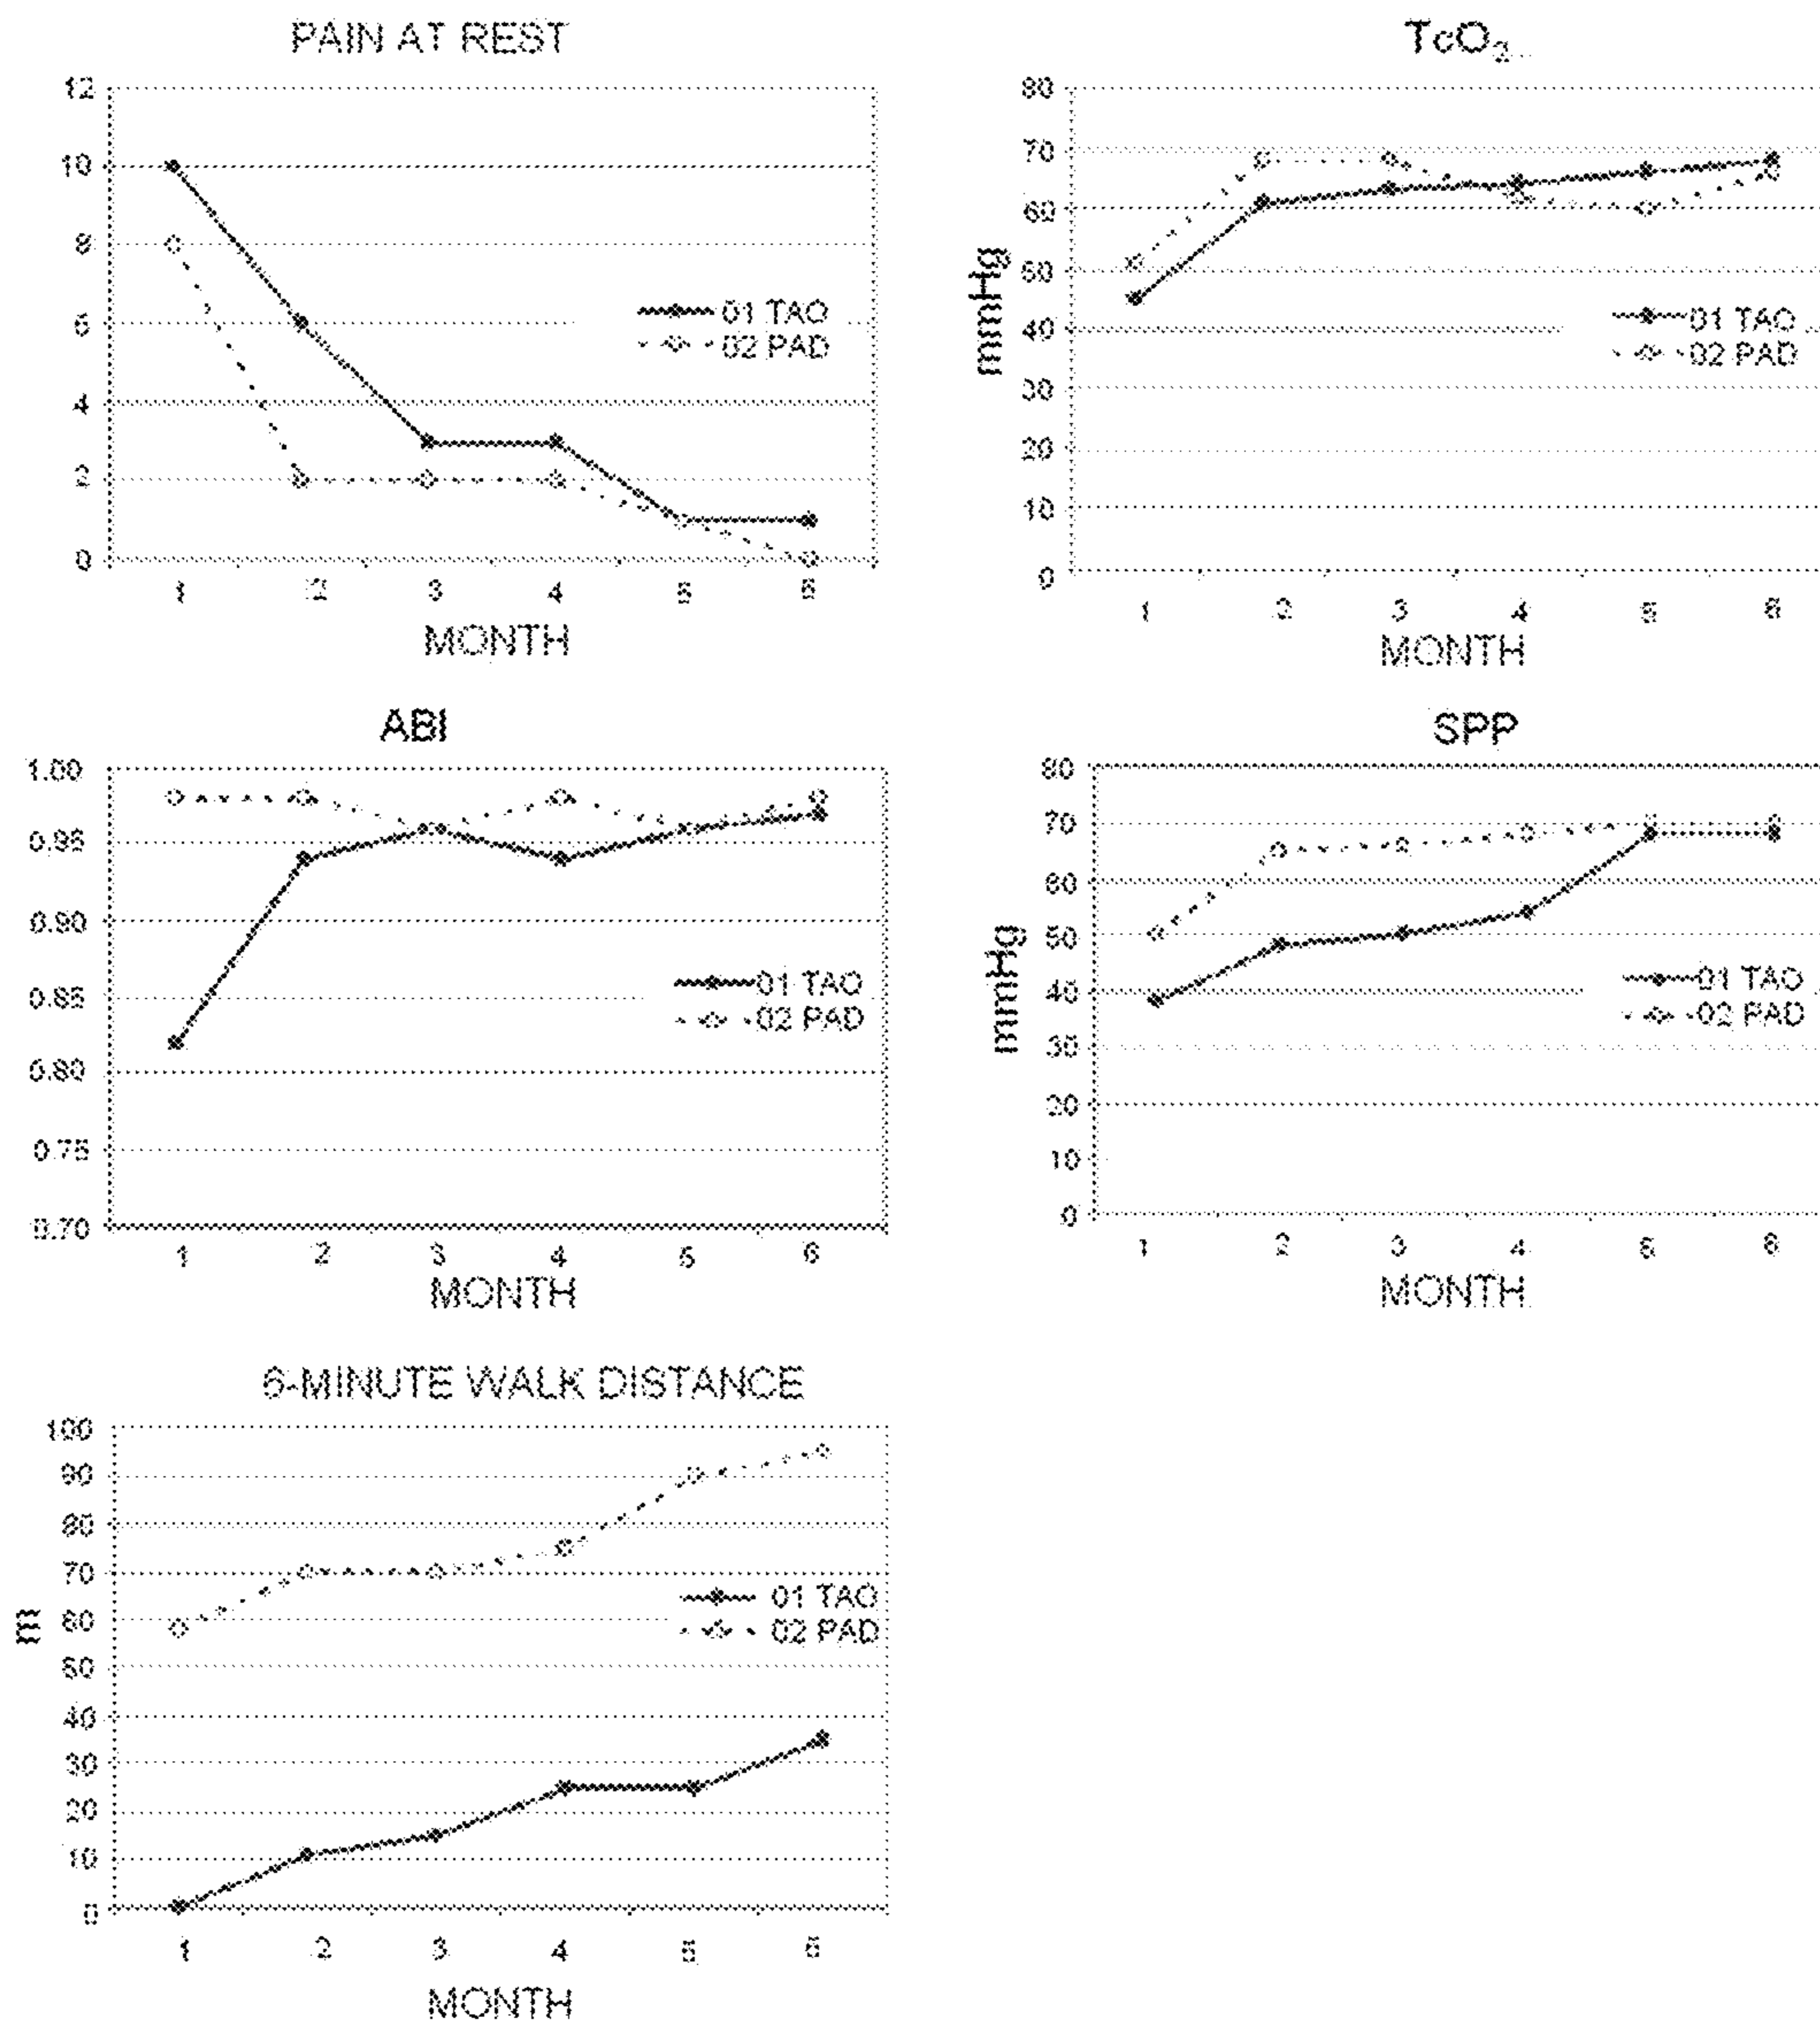 PAIN AT REST
12
10
8
6
4
2
0
01 TAO
02 PAD
1 2 3 4 5 6
MONTH
TcO₂
80
70
60
50
40
30
20
10
0
mmHg
01 TAO
02 PAD
1 2 3 4 5 6
MONTH
ABI
1.00
0.95
0.90
0.85
0.80
0.75
0.70
01 TAO
02 PAD
1 2 3 4 5 6
MONTH
SPP
80
70
60
50
40
30
20
10
0
mmHg
01 TAO
02 PAD
1 2 3 4 5 6
MONTH
6-MINUTE WALK DISTANCE
100
90
80
70
60
50
40
30
20
10
0
m
01 TAO
02 PAD
1 2 3 4 5 6
MONTH